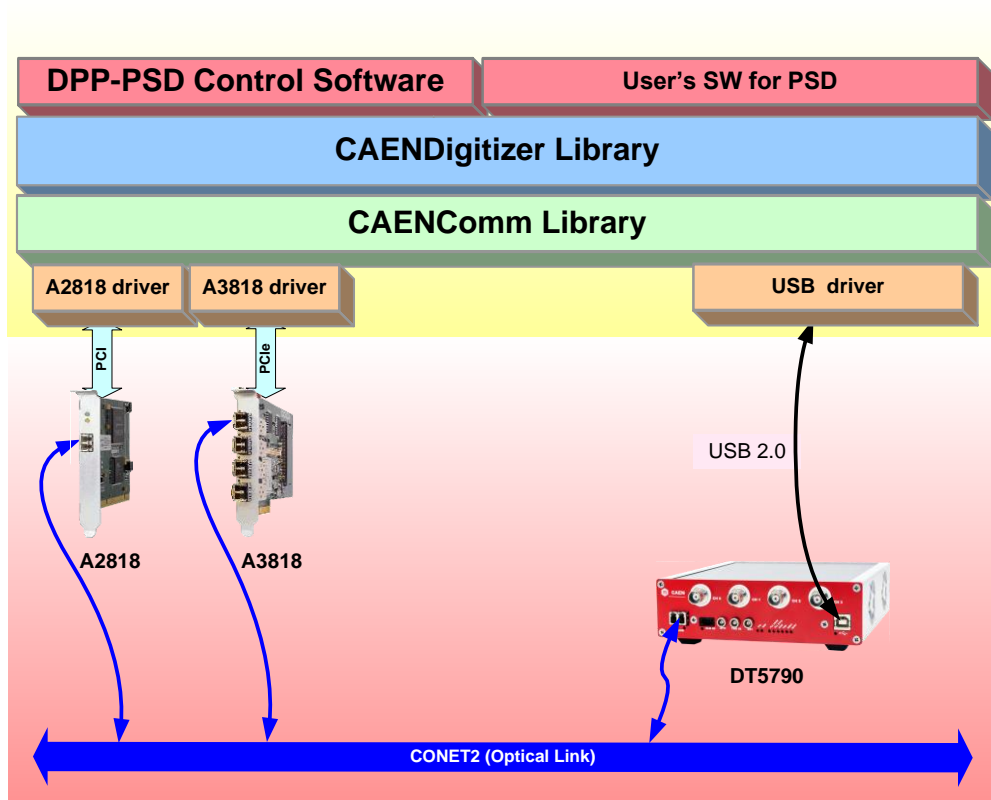 DPP-PSD Control Software
User's SW for PSD
CAENDigitizer Library
CAENComm Library
A2818 driver
A3818 driver
USB driver
PCI
PCIe
USB 2.0
A2818
A3818
CAEN
DT5790
CONET2 (Optical Link)